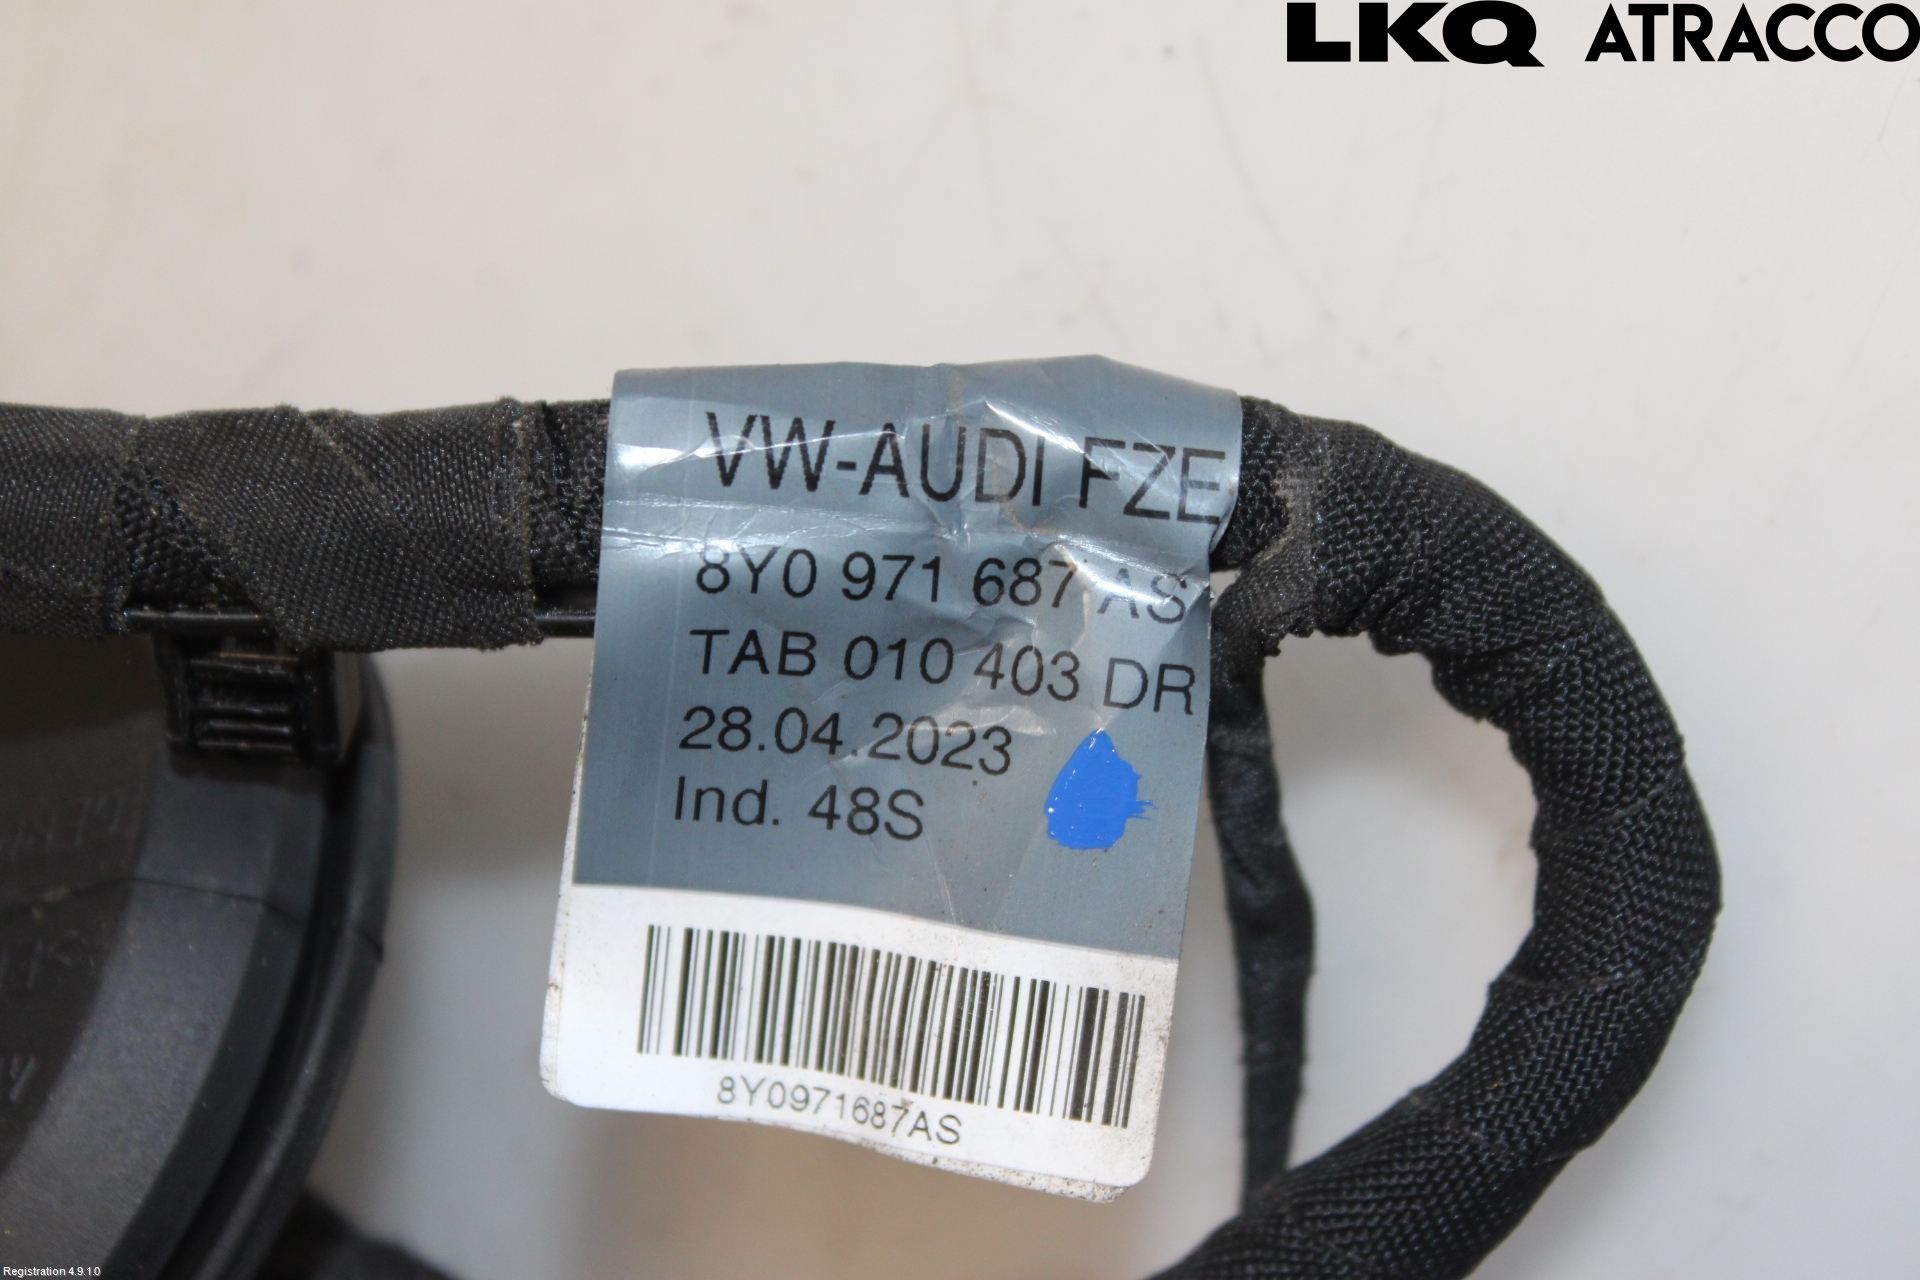 LKQ ATRACCO
VW-AUDI FZE
8Y0 971 687 AS
TAB 010 403 DR
28.04.2023
Ind. 48S
8Y0971687AS
Registration 4.9.1.0